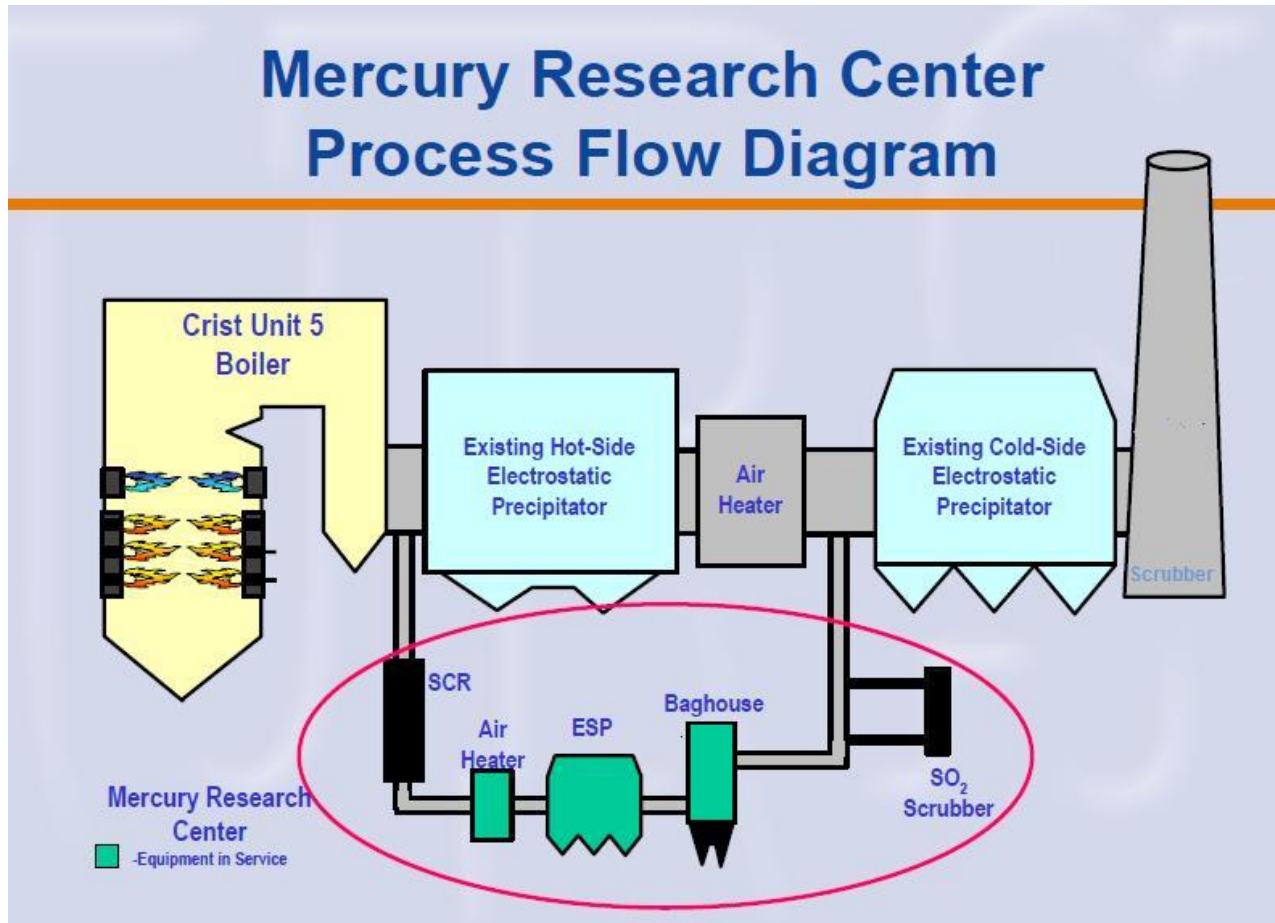 Mercury Research Center
Process Flow Diagram
Crist Unit 5
Boiler
Existing Hot-Side
Electrostatic
Precipitator
Air
Heater
Existing Cold-Side
Electrostatic
Precipitator
Scrubber
SCR
Air
Heater
ESP
Baghouse
SO2
Scrubber
Mercury Research
Center
-Equipment in Service